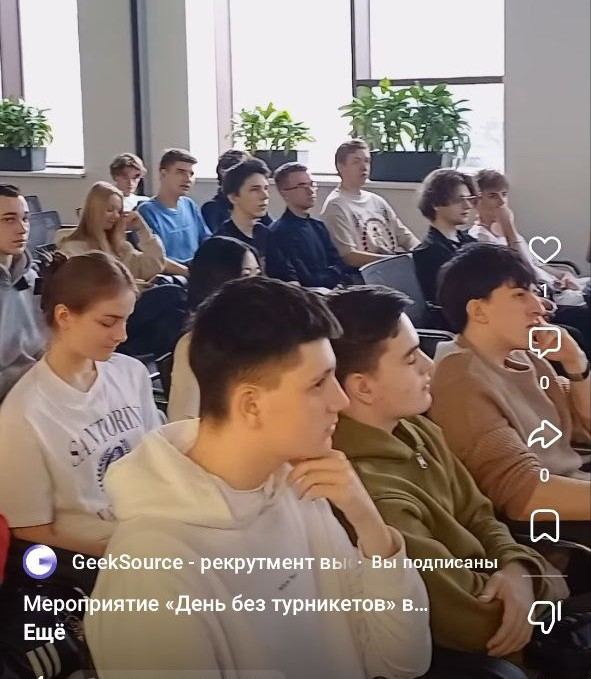 SANTORINI
1
0
0
GeekSource - рекрутмент вы · Вы подписаны
Мероприятие «День без турникетов» в...
Ещё